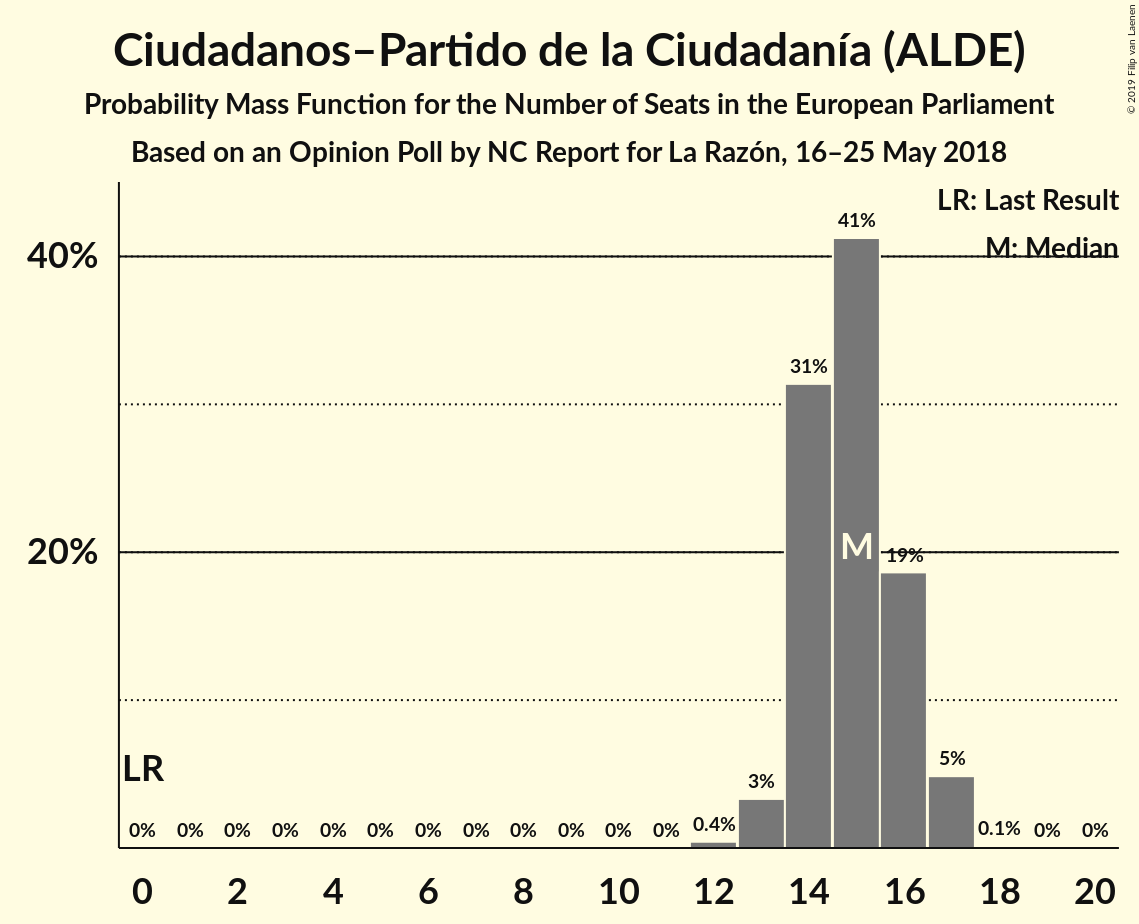 Ciudadanos–Partido de la Ciudadanía (ALDE)
Probability Mass Function for the Number of Seats in the European Parliament
Based on an Opinion Poll by NC Report for La Razón, 16–25 May 2018
© 2019 Filip van Laenen
LR: Last Result
M: Median
40%
20%
41%
31%
M
19%
LR
5%
3%
0% 0% 0% 0% 0% 0% 0% 0% 0% 0% 0% 0% 0.4% 0.1% 0% 0%
0 2 4 6 8 10 12 14 16 18 20